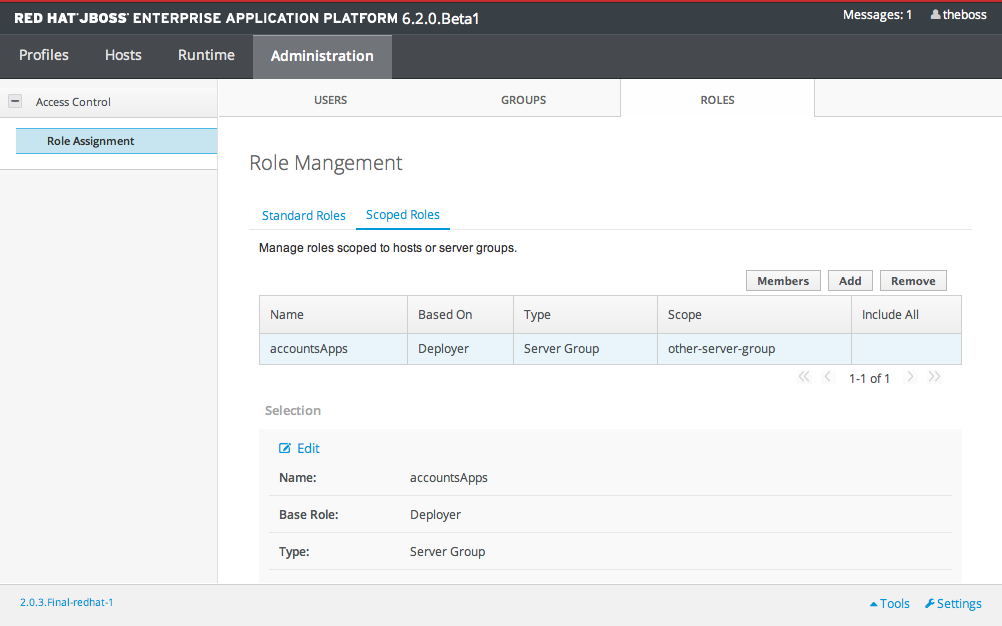 RED HAT JBOSS ENTERPRISE APPLICATION PLATFORM 6.2.0.Beta1
Messages: 1 theboss
Profiles Hosts Runtime Administration
Access Control
Role Assignment
USERS GROUPS ROLES
Role Mangement
Standard Roles Scoped Roles
Manage roles scoped to hosts or server groups.
Members Add Remove
Name Based On Type Scope Include All
accountsApps Deployer Server Group other-server-group
1-1 of 1
Selection
Edit
Name: accountsApps
Base Role: Deployer
Type: Server Group
2.0.3.Final-redhat-1
Tools Settings